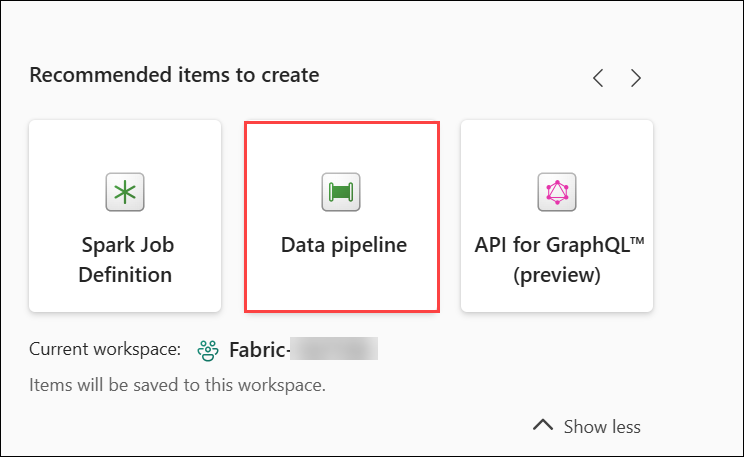 Recommended items to create
Spark Job
Definition
Data pipeline
API for GraphQL™
(preview)
Current workspace: Fabric-
Items will be saved to this workspace.
Show less